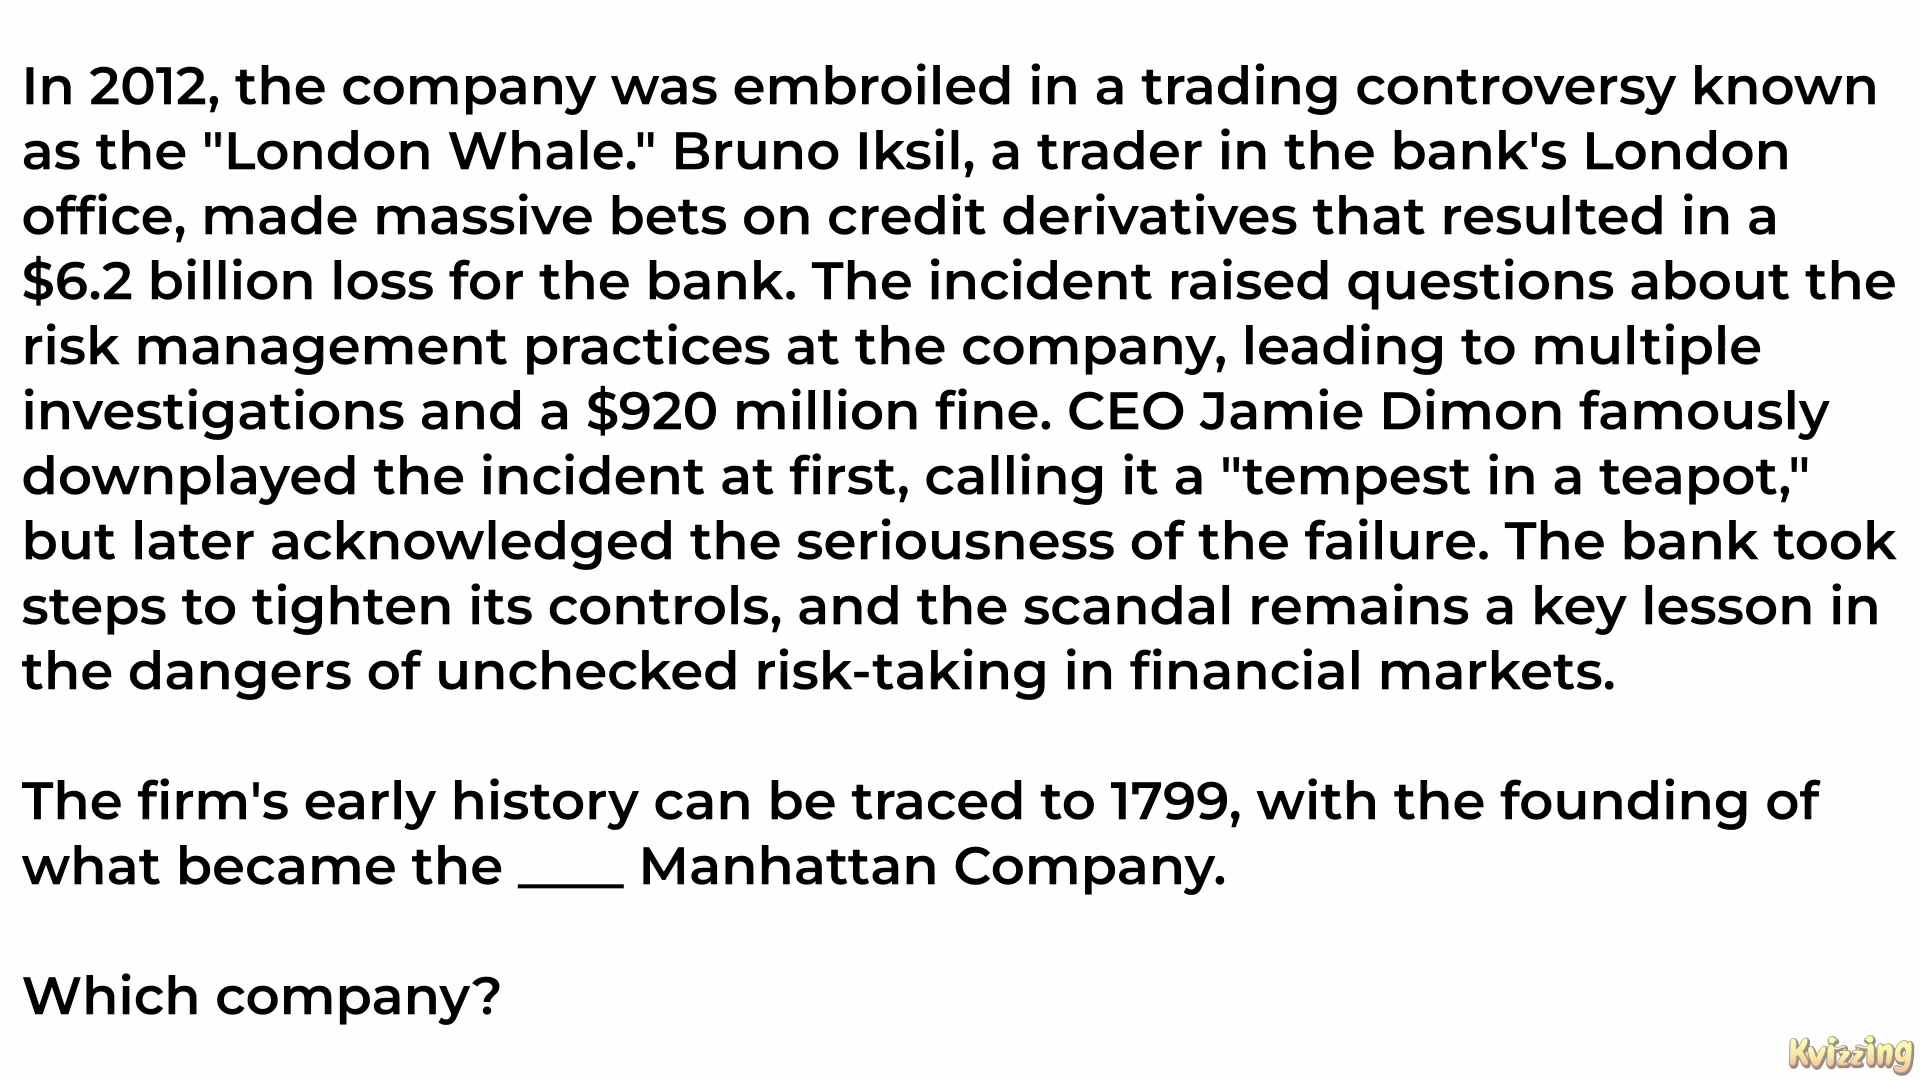 In 2012, the company was embroiled in a trading controversy known
as the "London Whale." Bruno Iksil, a trader in the bank's London
office, made massive bets on credit derivatives that resulted in a
$6.2 billion loss for the bank. The incident raised questions about the
risk management practices at the company, leading to multiple
investigations and a $920 million fine. CEO Jamie Dimon famously
downplayed the incident at first, calling it a "tempest in a teapot,"
but later acknowledged the seriousness of the failure. The bank took
steps to tighten its controls, and the scandal remains a key lesson in
the dangers of unchecked risk-taking in financial markets.
The firm's early history can be traced to 1799, with the founding of
what became the ____ Manhattan Company.
Which company?
Kvizzing